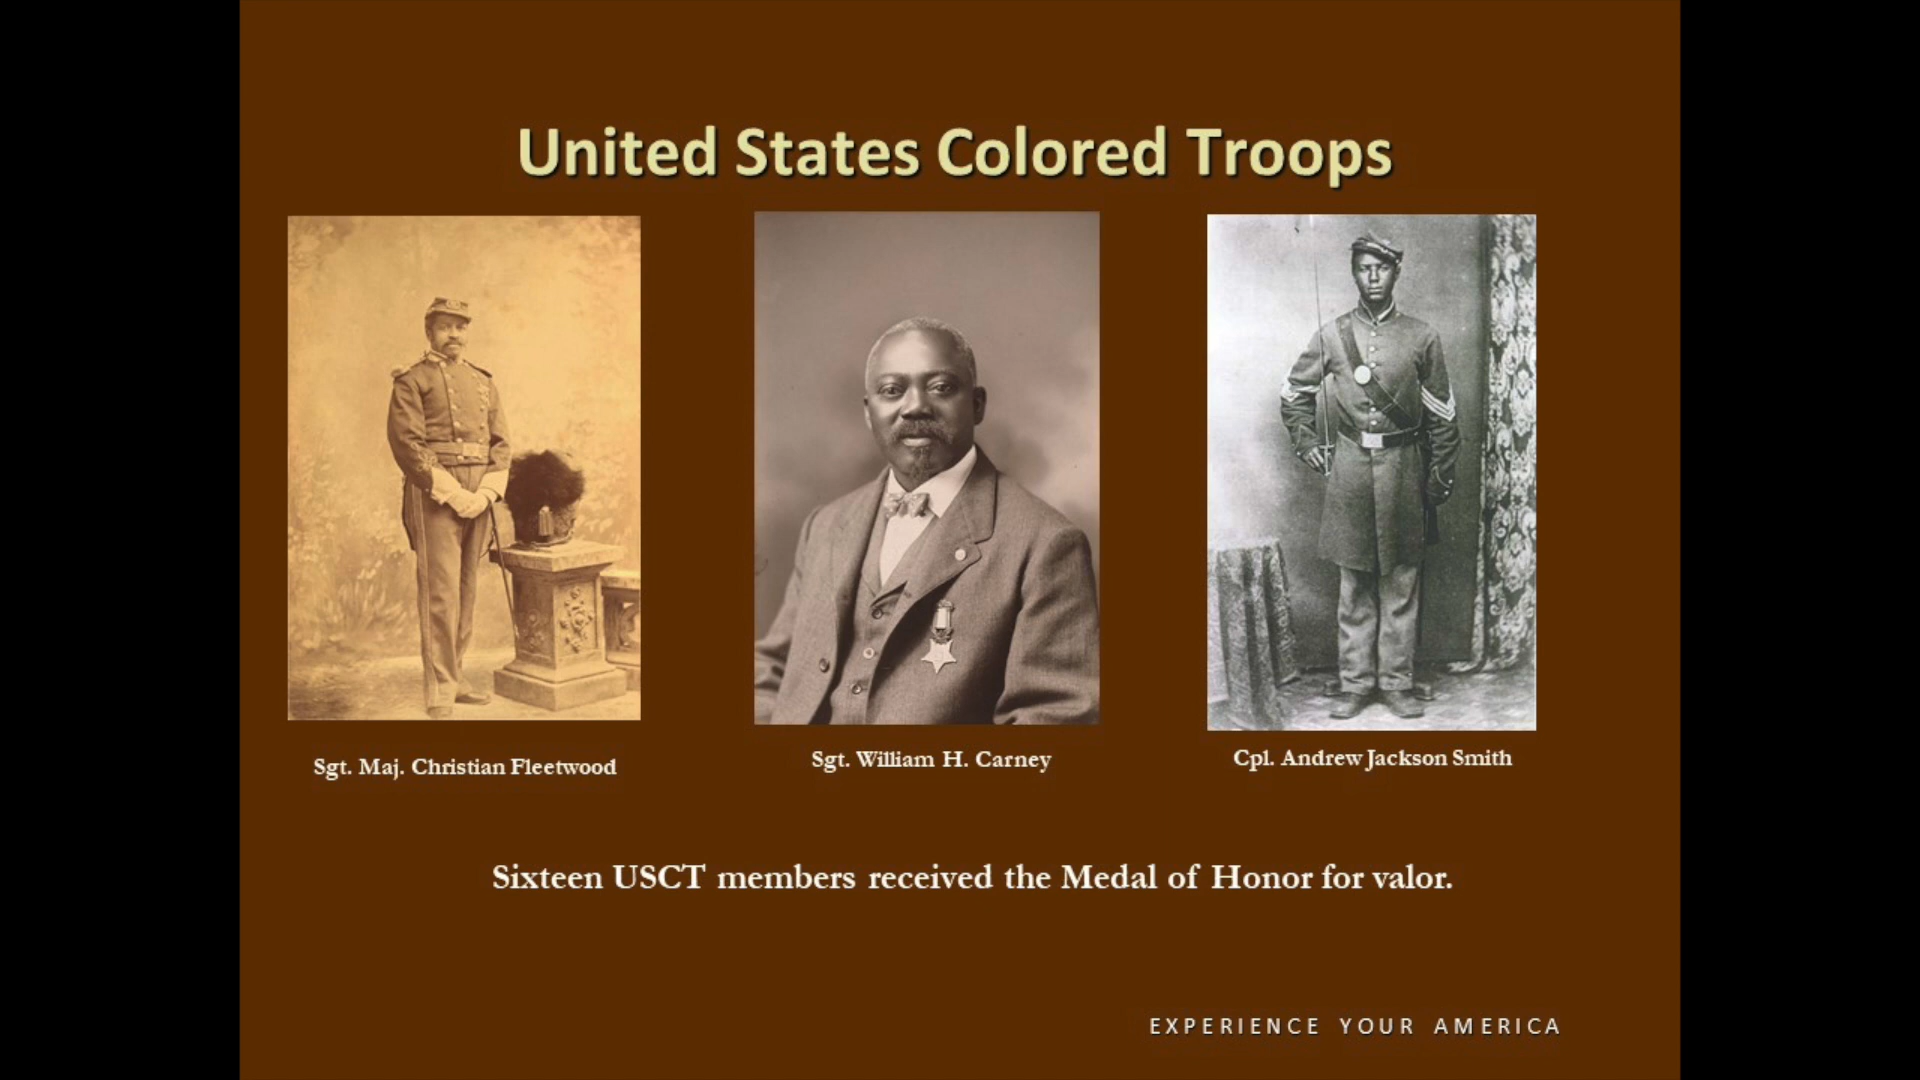 United States Colored Troops
Sgt. Maj. Christian Fleetwood
Sgt. William H. Carney
Cpl. Andrew Jackson Smith
Sixteen USCT members received the Medal of Honor for valor.
EXPERIENCE YOUR AMERICA